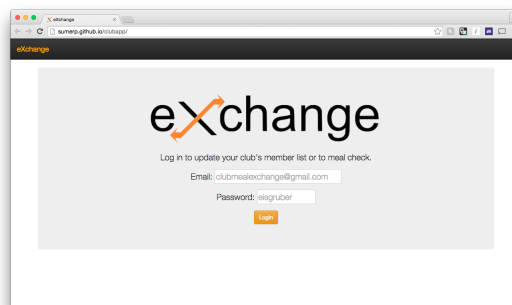 eXchange
sumerp.github.io/clubapp/
eXchange
eXchange
Log in to update your club's member list or to meal check.
Email: clubmealexchange@gmail.com
Password: eisgruber
Login